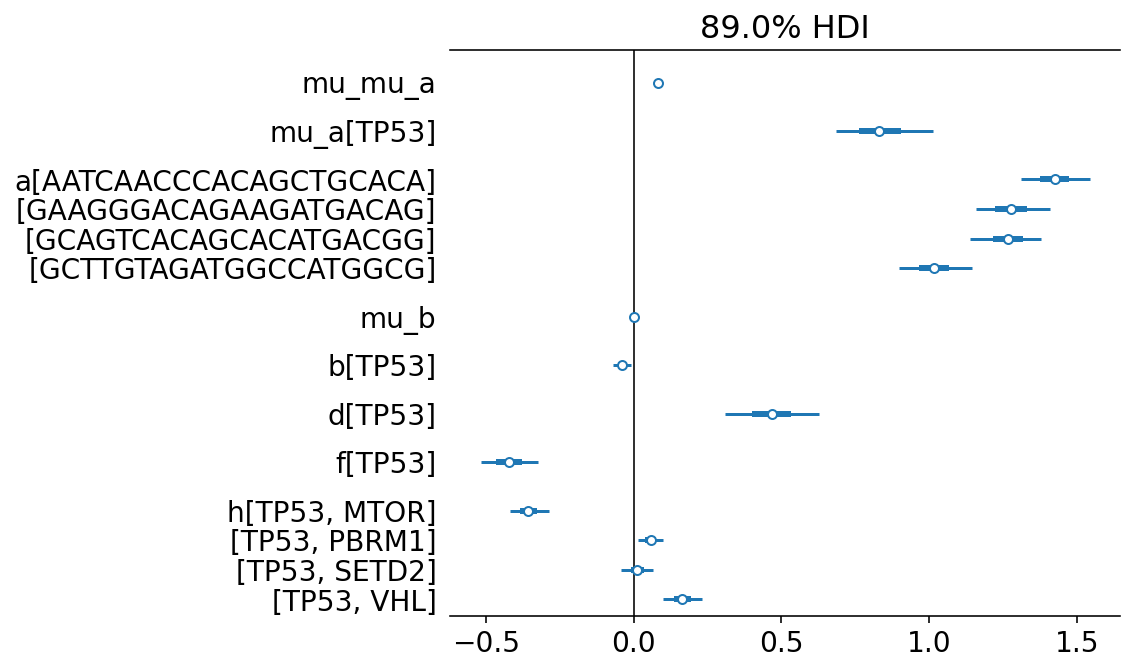 89.0% HDI
mu_mu_a
mu_a[TP53]
a[AATCAACCCACAGCTGCACA]
[GAAGGGACAGAAGATGACAG]
[GCAGTCACAGCACATGACGG]
[GCTTGTAGATGGCCATGGCG]
mu_b
b[TP53]
d[TP53]
f[TP53]
h[TP53, MTOR]
[TP53, PBRM1]
[TP53, SETD2]
[TP53, VHL]
−0.5 0.0 0.5 1.0 1.5